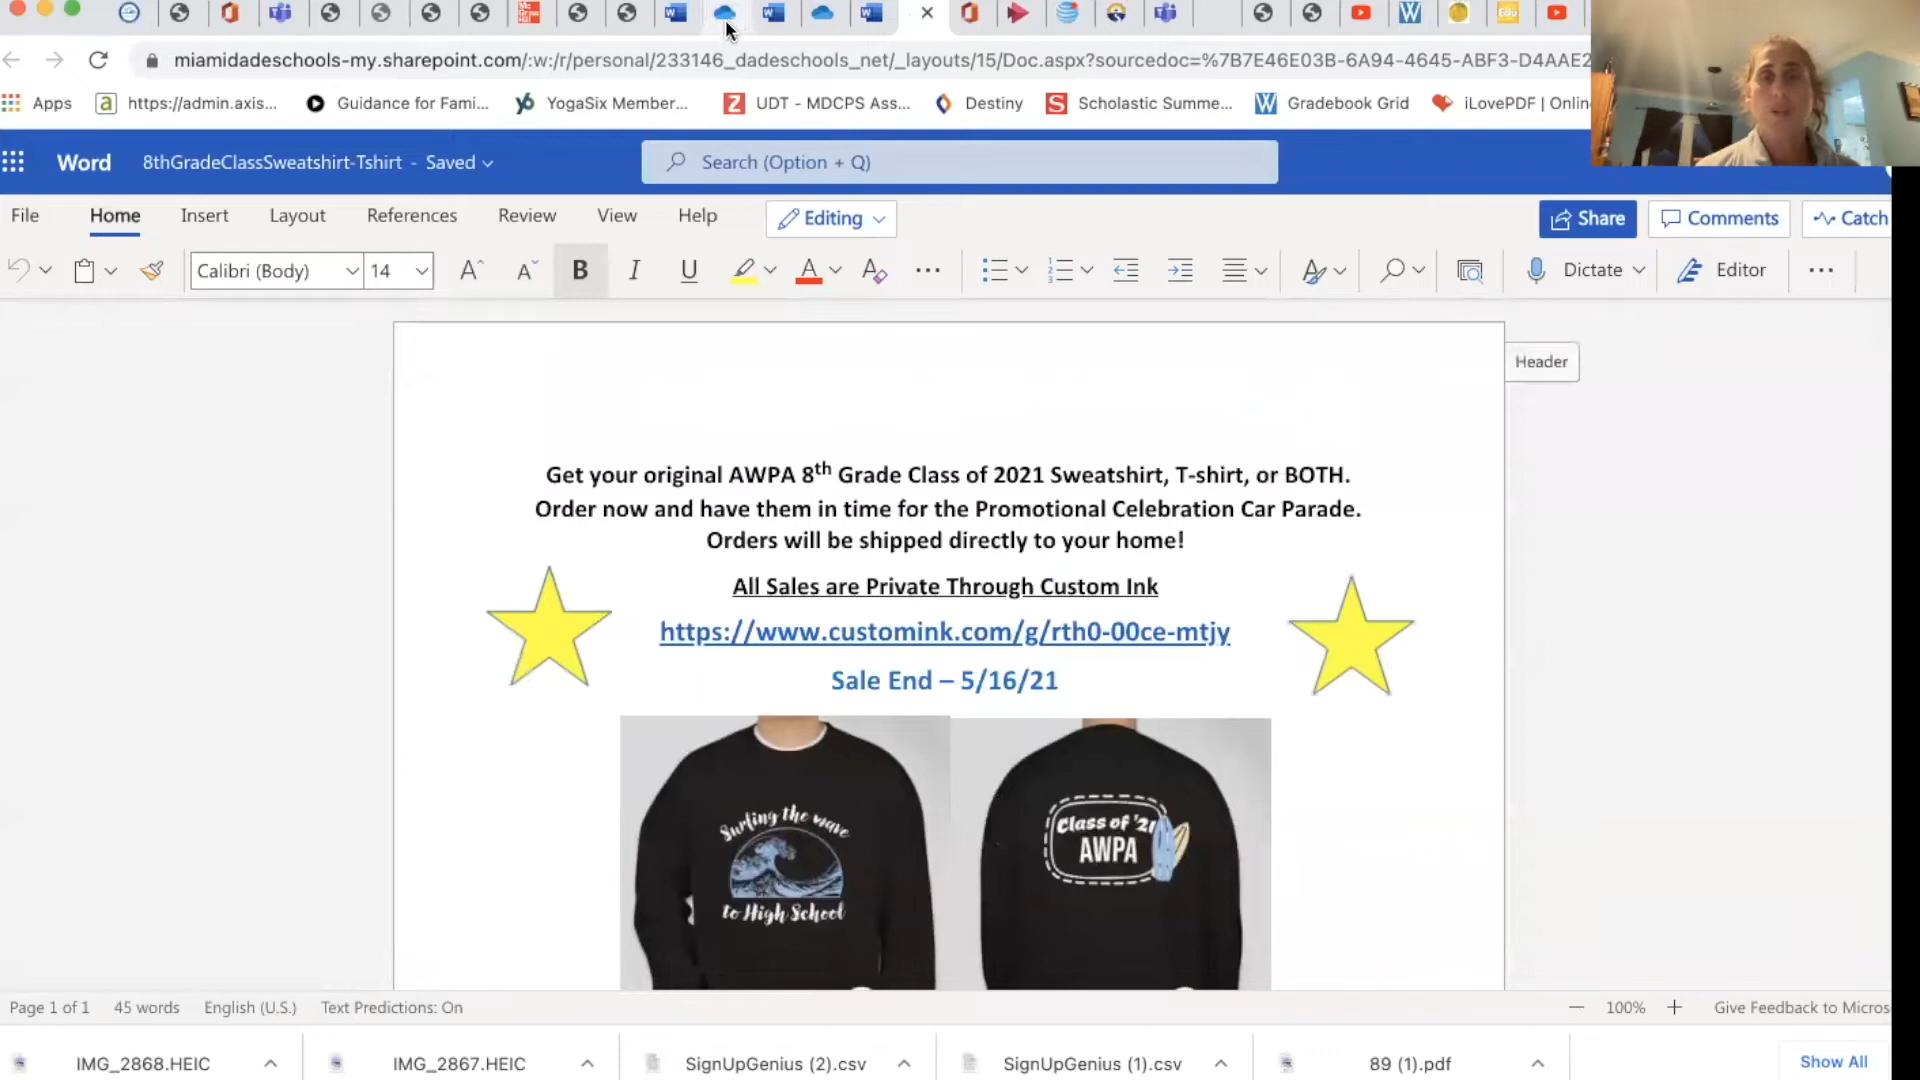 miamidadeschools-my.sharepoint.com/:w:/r/personal/233146_dadeschools_net/_layouts/15/Doc.aspx?sourcedoc=%7B7E46E03B-6A94-4645-ABF3-D4AAE2
Apps https://admin.axis... Guidance for Fami... YogaSix Member... UDT - MDCPS Ass... Destiny Scholastic Summe... Gradebook Grid iLovePDF | Onlin
Word 8thGradeClassSweatshirt-Tshirt - Saved Search (Option + Q)
File Home Insert Layout References Review View Help Editing Share Comments Catch
Calibri (Body) 14 B I U Dictate Editor
Header
Get your original AWPA 8th Grade Class of 2021 Sweatshirt, T-shirt, or BOTH.
Order now and have them in time for the Promotional Celebration Car Parade.
Orders will be shipped directly to your home!
All Sales are Private Through Custom Ink
https://www.customink.com/g/rth0-00ce-mtjy
Sale End – 5/16/21
Surfing the wave
to High School
Class of '21
AWPA
Page 1 of 1 45 words English (U.S.) Text Predictions: On 100% Give Feedback to Micros
IMG_2868.HEIC IMG_2867.HEIC SignUpGenius (2).csv SignUpGenius (1).csv 89 (1).pdf Show All